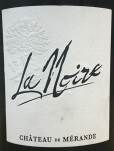 La Noire
CHÂTEAU DE MÉRANDE